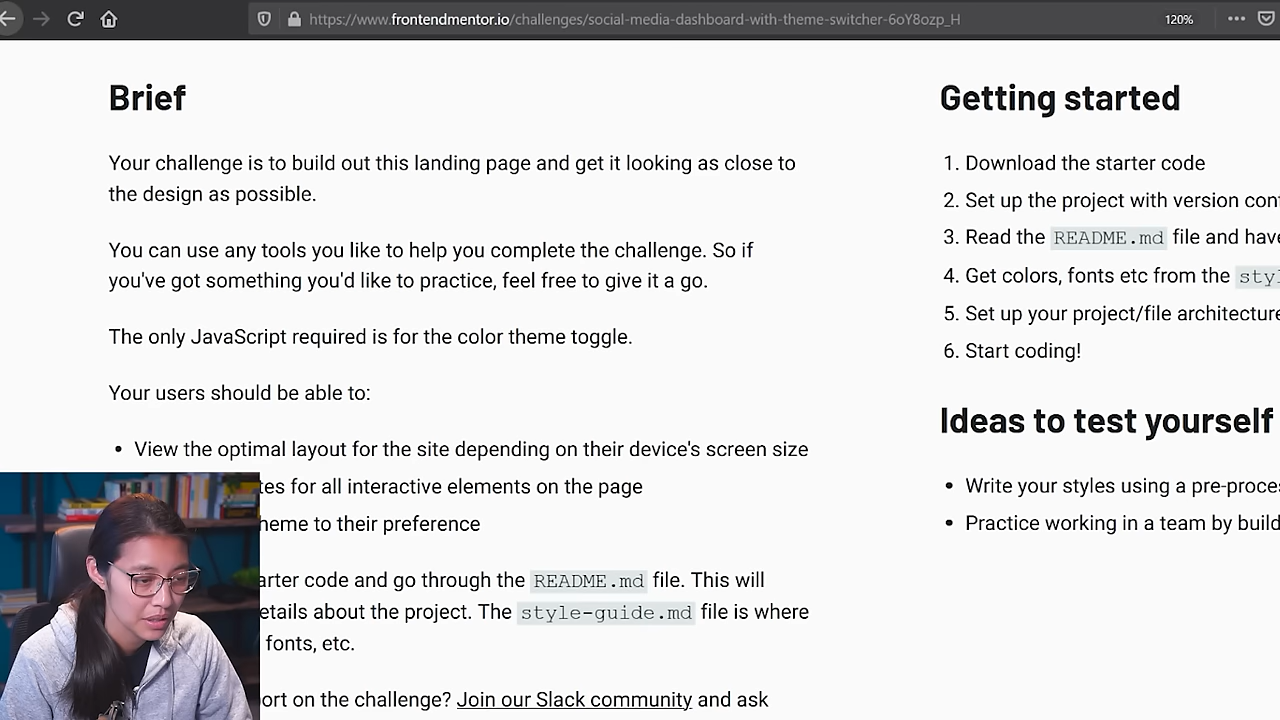 https://www.frontendmentor.io/challenges/social-media-dashboard-with-theme-switcher-6oY8ozp_H
120%
Brief
Your challenge is to build out this landing page and get it looking as close to
the design as possible.
You can use any tools you like to help you complete the challenge. So if
you've got something you'd like to practice, feel free to give it a go.
The only JavaScript required is for the color theme toggle.
Your users should be able to:
• View the optimal layout for the site depending on their device's screen size
tes for all interactive elements on the page
heme to their preference
arter code and go through the README.md file. This will
etails about the project. The style-guide.md file is where
fonts, etc.
ort on the challenge? Join our Slack community and ask
Getting started
1. Download the starter code
2. Set up the project with version con
3. Read the README.md file and have
4. Get colors, fonts etc from the styl
5. Set up your project/file architecture
6. Start coding!
Ideas to test yourself
• Write your styles using a pre-proce
• Practice working in a team by build